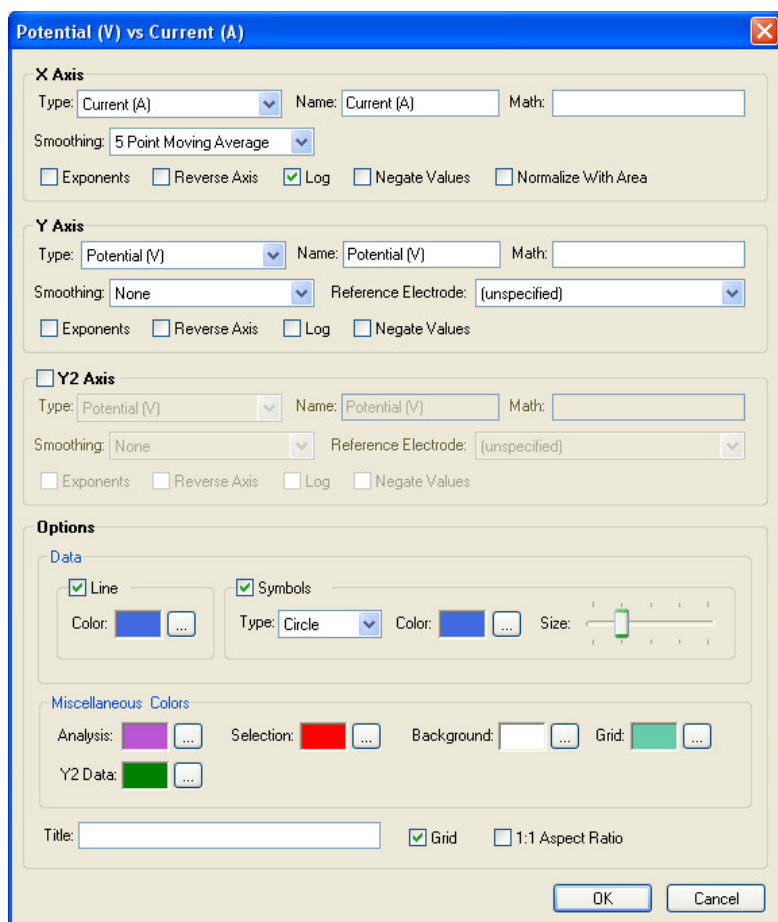 Potential (V) vs Current (A)
X Axis
Type: Current (A) Name: Current (A) Math:
Smoothing: 5 Point Moving Average
Exponents Reverse Axis Log Negate Values Normalize With Area
Y Axis
Type: Potential (V) Name: Potential (V) Math:
Smoothing: None Reference Electrode: (unspecified)
Exponents Reverse Axis Log Negate Values
Y2 Axis
Type: Potential (V) Name: Potential (V) Math:
Smoothing: None Reference Electrode: (unspecified)
Exponents Reverse Axis Log Negate Values
Options
Data
Line Symbols
Color: ... Type: Circle Color: ... Size:
Miscellaneous Colors
Analysis: ... Selection: ... Background: ... Grid: ...
Y2 Data: ...
Title: Grid 1:1 Aspect Ratio
OK Cancel